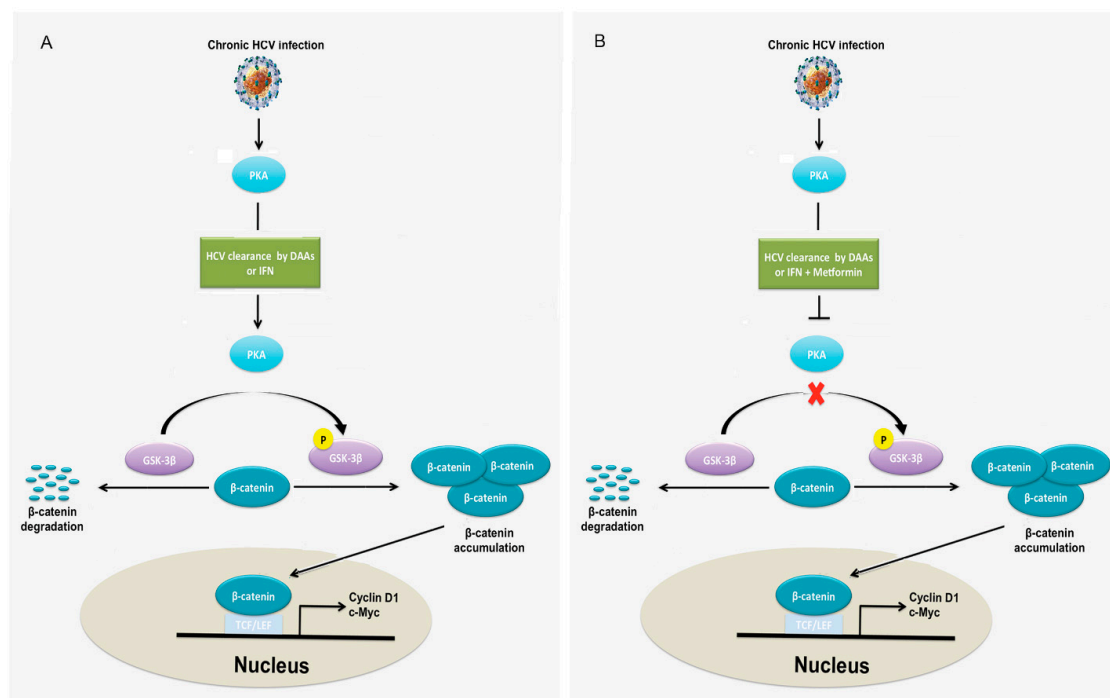 A
Chronic HCV infection
PKA
HCV clearance by DAAs
or IFN
PKA
P
GSK-3β
GSK-3β
β-catenin
β-catenin
β-catenin
β-catenin
β-catenin
degradation
β-catenin
accumulation
β-catenin
Cyclin D1
c-Myc
TCF/LEF
Nucleus
B
Chronic HCV infection
PKA
HCV clearance by DAAs
or IFN + Metformin
PKA
P
GSK-3β
GSK-3β
β-catenin
β-catenin
β-catenin
β-catenin
β-catenin
degradation
β-catenin
accumulation
β-catenin
Cyclin D1
c-Myc
TCF/LEF
Nucleus